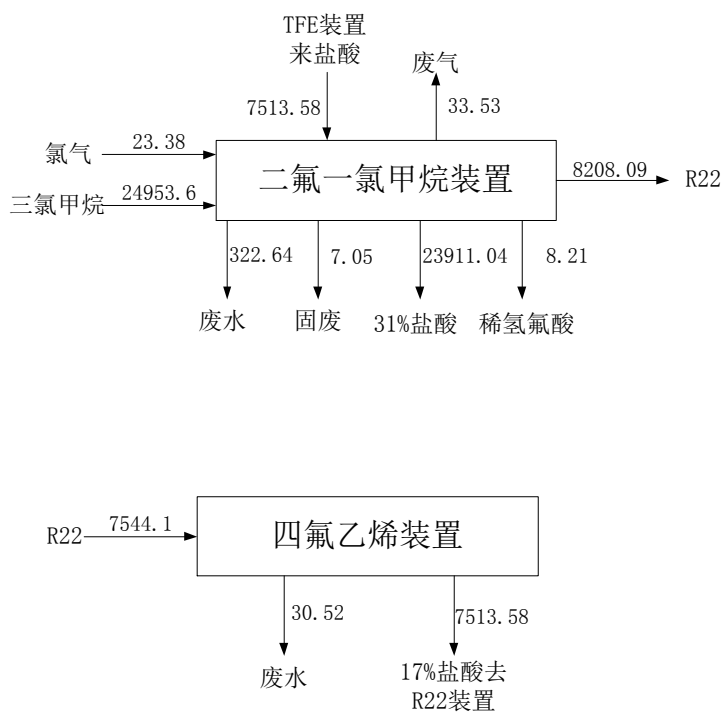 TFE装置
来盐酸
废气
7513.58
33.53
氯气
23.38
二氟一氯甲烷装置
8208.09
R22
三氯甲烷
24953.6
322.64
7.05
23911.04
8.21
废水
固废
31%盐酸
稀氢氟酸
R22
7544.1
四氟乙烯装置
30.52
7513.58
废水
17%盐酸去
R22装置